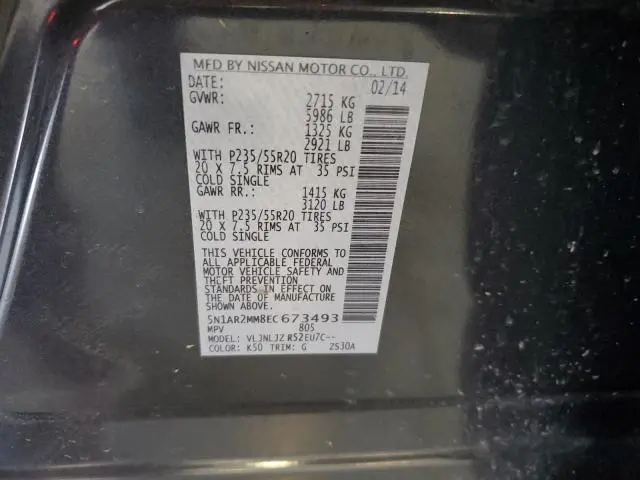 MFD BY NISSAN MOTOR CO., LTD.
DATE: 02/14
GVWR: 2715 KG
5986 LB
GAWR FR.: 1325 KG
2921 LB
WITH P235/55R20 TIRES
20 X 7.5 RIMS AT 35 PSI
COLD SINGLE
GAWR RR.: 1415 KG
3120 LB
WITH P235/55R20 TIRES
20 X 7.5 RIMS AT 35 PSI
COLD SINGLE
THIS VEHICLE CONFORMS TO
ALL APPLICABLE FEDERAL
MOTOR VEHICLE SAFETY AND
THEFT PREVENTION
STANDARDS IN EFFECT ON
THE DATE OF MANUFACTURE
SHOWN ABOVE.
5N1AR2MM8EC673493
MPV 805
MODEL: VLJNLJZ R52EU7C--
COLOR: K50 TRIM: G ZS30A